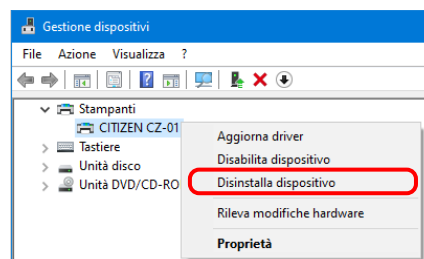 Gestione dispositivi
File Azione Visualizza ?
Stampanti
CITIZEN CZ-01
Tastiere
Unità disco
Unità DVD/CD-RO
Aggiorna driver
Disabilita dispositivo
Disinstalla dispositivo
Rileva modifiche hardware
Proprietà